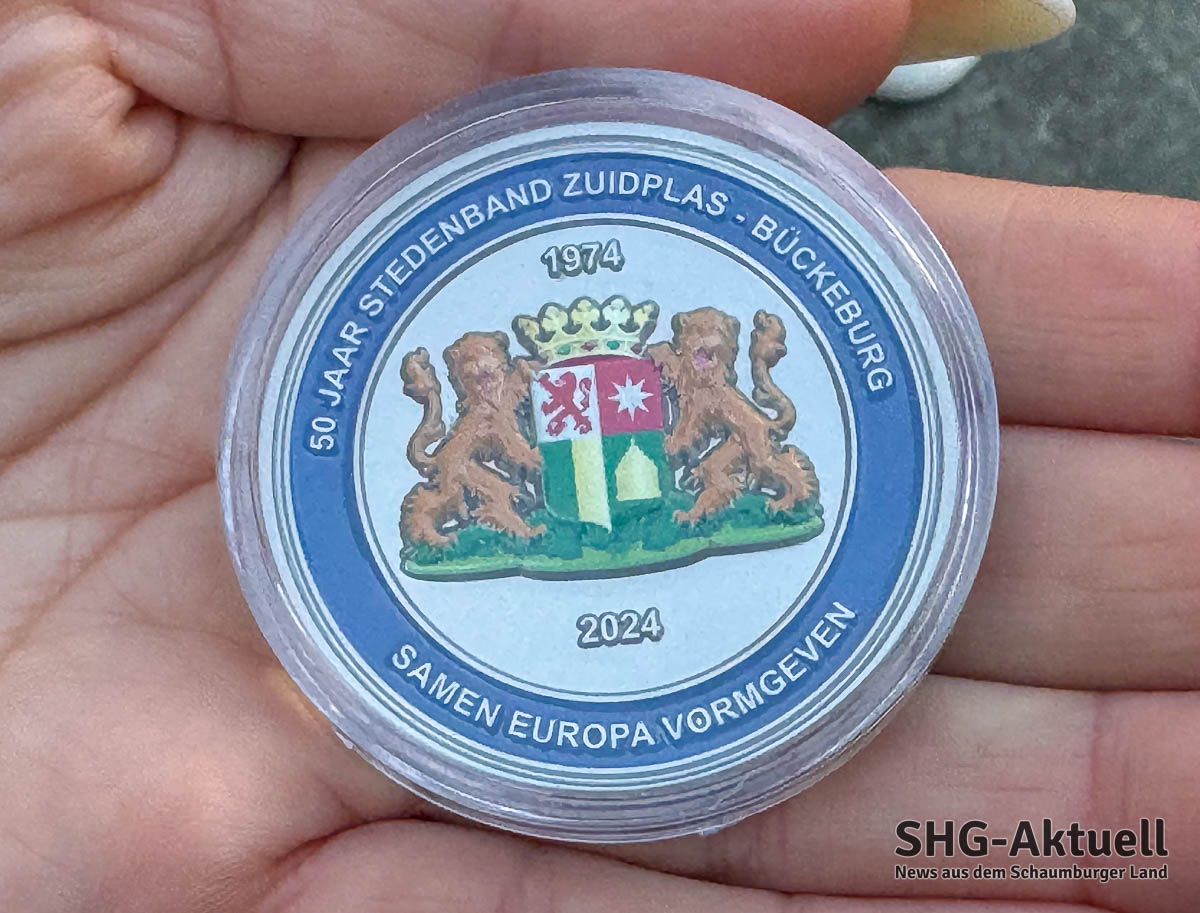 50 JAAR STEDENBAND ZUIDPLAS - BÜCKEBURG
1974
2024
SAMEN EUROPA VORMGEVEN
SHG-Aktuell
News aus dem Schaumburger Land